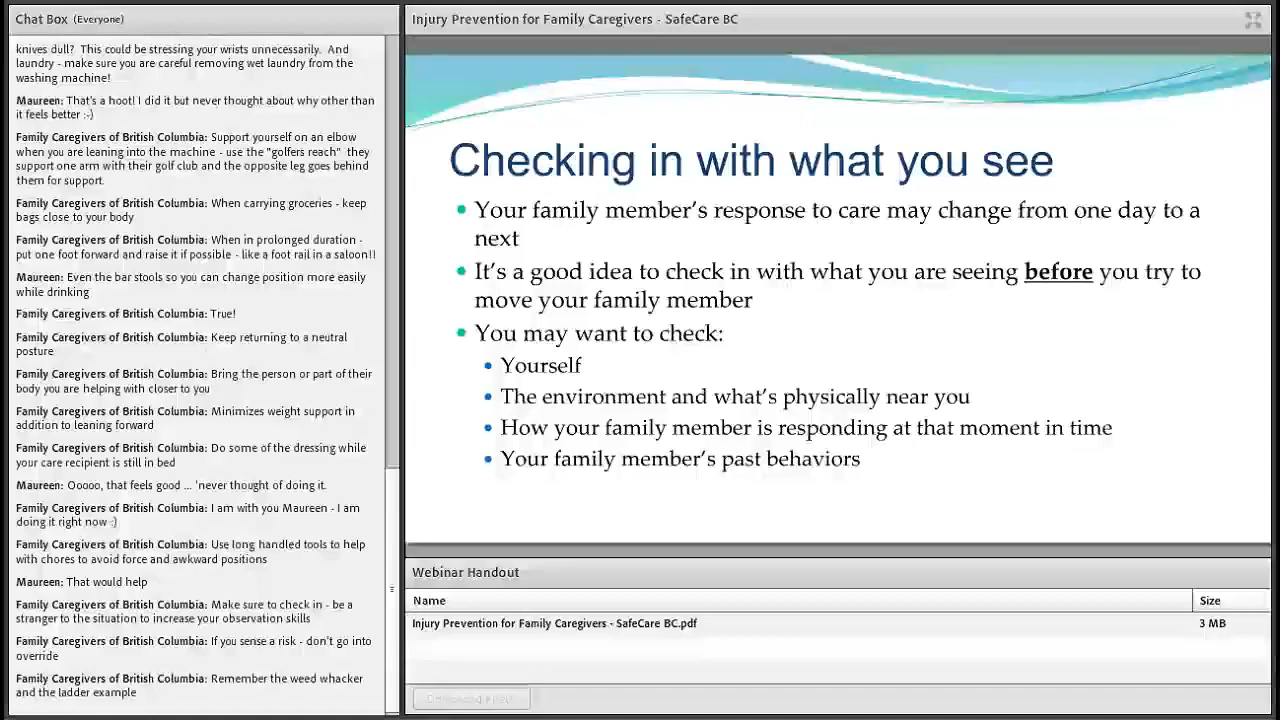 Chat Box (Everyone)
knives dull? This could be stressing your wrists unnecessarily. And
laundry - make sure you are careful removing wet laundry from the
washing machine!
Maureen: That's a hoot! I did it but never thought about why other than
it feels better :-)
Family Caregivers of British Columbia: Support yourself on an elbow
when you are leaning into the machine - use the "golfers reach" they
support one arm with their golf club and the opposite leg goes behind
them for support.
Family Caregivers of British Columbia: When carrying groceries - keep
bags close to your body
Family Caregivers of British Columbia: When in prolonged duration -
put one foot forward and raise it if possible - like a foot rail in a saloon!!
Maureen: Even the bar stools so you can change position more easily
while drinking
Family Caregivers of British Columbia: True!
Family Caregivers of British Columbia: Keep returning to a neutral
posture
Family Caregivers of British Columbia: Bring the person or part of their
body you are helping with closer to you
Family Caregivers of British Columbia: Minimizes weight support in
addition to leaning forward
Family Caregivers of British Columbia: Do some of the dressing while
your care recipient is still in bed
Maureen: Ooooo, that feels good ... 'never thought of doing it.
Family Caregivers of British Columbia: I am with you Maureen - I am
doing it right now :)
Family Caregivers of British Columbia: Use long handled tools to help
with chores to avoid force and awkward positions
Maureen: That would help
Family Caregivers of British Columbia: Make sure to check in - be a
stranger to the situation to increase your observation skills
Family Caregivers of British Columbia: If you sense a risk - don't go into
override
Family Caregivers of British Columbia: Remember the weed whacker
and the ladder example
Injury Prevention for Family Caregivers - SafeCare BC
Checking in with what you see
• Your family member's response to care may change from one day to a
next
• It's a good idea to check in with what you are seeing before you try to
move your family member
• You may want to check:
• Yourself
• The environment and what's physically near you
• How your family member is responding at that moment in time
• Your family member's past behaviors
Webinar Handout
Name Size
Injury Prevention for Family Caregivers - SafeCare BC.pdf 3 MB